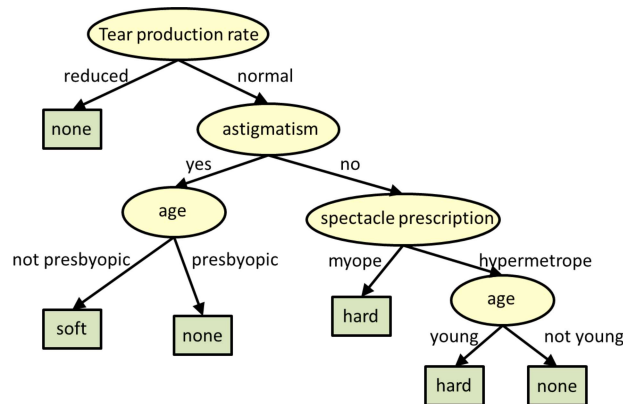 Tear production rate
reduced
normal
none
astigmatism
yes
no
age
spectacle prescription
not presbyopic
presbyopic
myope
hypermetrope
soft
none
hard
age
young
not young
hard
none